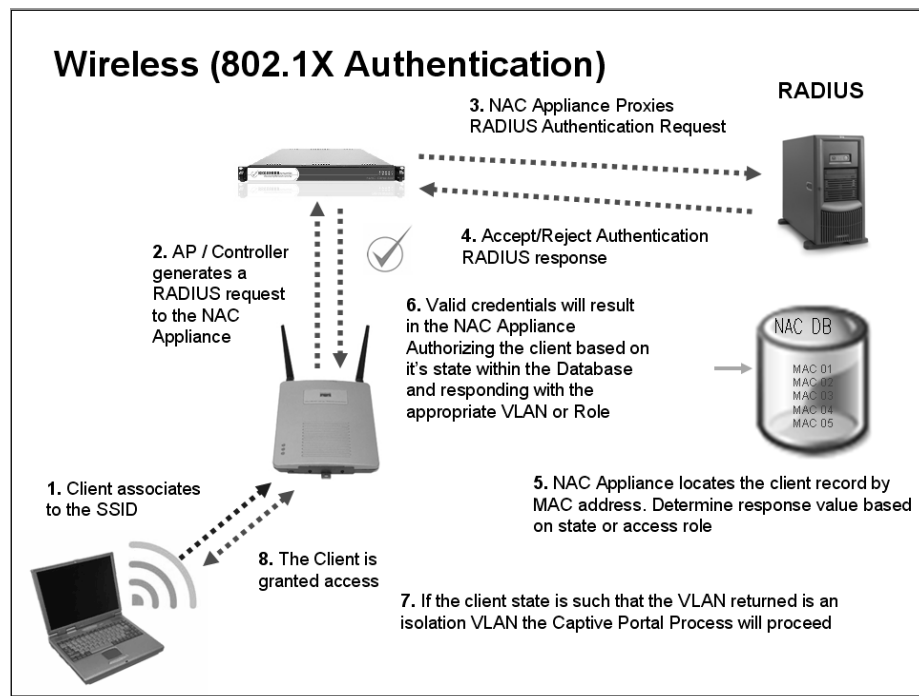 Wireless (802.1X Authentication)
RADIUS
3. NAC Appliance Proxies
RADIUS Authentication Request
4. Accept/Reject Authentication
RADIUS response
2. AP / Controller
generates a
RADIUS request
to the NAC
Appliance
6. Valid credentials will result
in the NAC Appliance
Authorizing the client based on
it's state within the Database
and responding with the
appropriate VLAN or Role
NAC DB
MAC 01
MAC 02
MAC 03
MAC 04
MAC 05
1. Client associates
to the SSID
5. NAC Appliance locates the client record by
MAC address. Determine response value based
on state or access role
8. The Client is
granted access
7. If the client state is such that the VLAN returned is an
isolation VLAN the Captive Portal Process will proceed